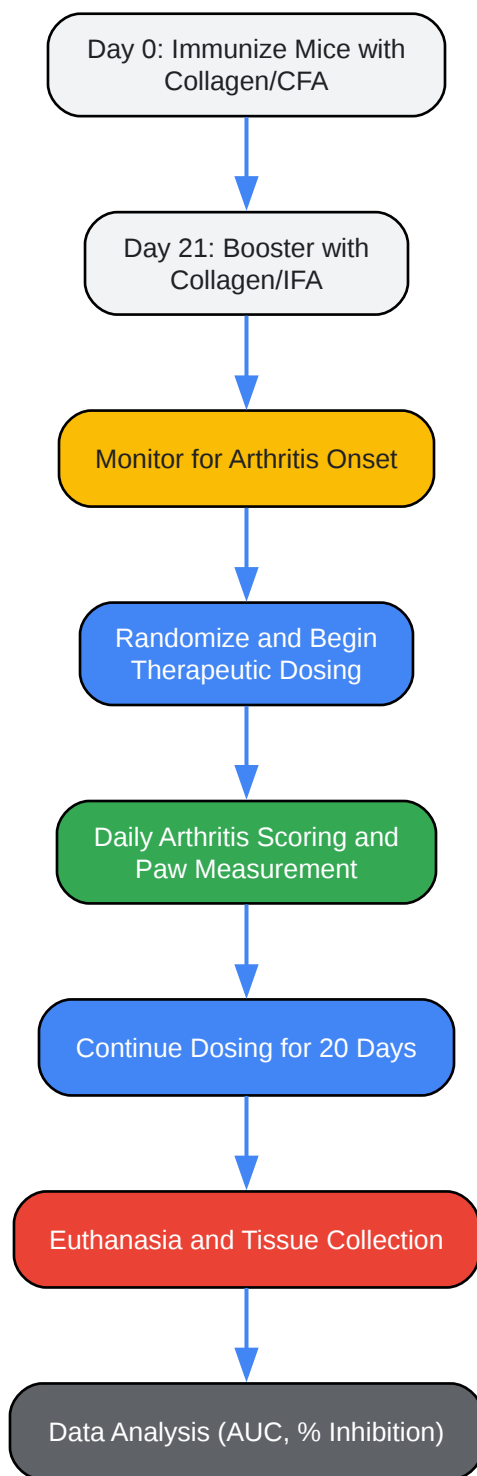 Day 0: Immunize Mice with
Collagen/CFA
Day 21: Booster with
Collagen/IFA
Monitor for Arthritis Onset
Randomize and Begin
Therapeutic Dosing
Daily Arthritis Scoring and
Paw Measurement
Continue Dosing for 20 Days
Euthanasia and Tissue Collection
Data Analysis (AUC, % Inhibition)